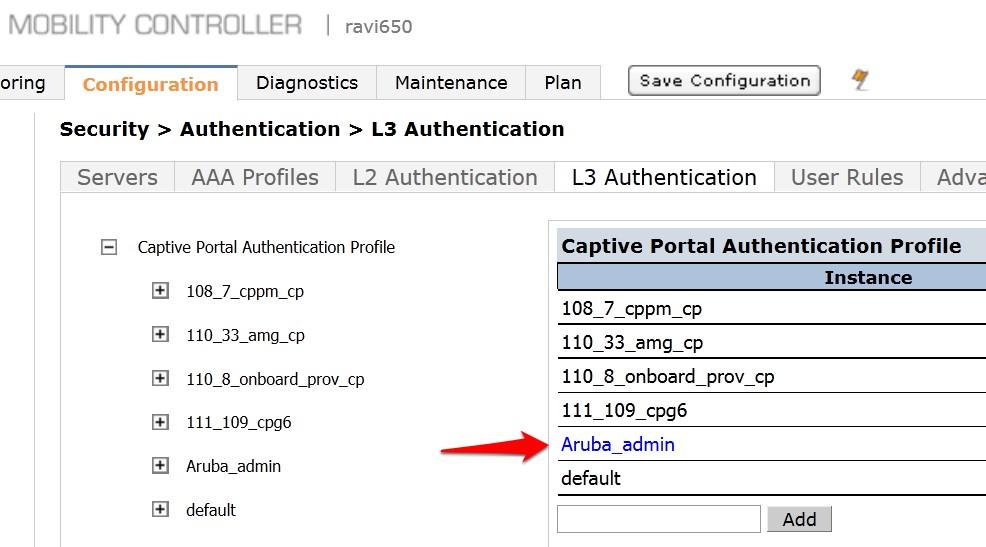 MOBILITY CONTROLLER | ravi650
oring Configuration Diagnostics Maintenance Plan Save Configuration
Security > Authentication > L3 Authentication
Servers AAA Profiles L2 Authentication L3 Authentication User Rules Adva
Captive Portal Authentication Profile
108_7_cppm_cp
110_33_amg_cp
110_8_onboard_prov_cp
111_109_cpg6
Aruba_admin
default
Captive Portal Authentication Profile
Instance
108_7_cppm_cp
110_33_amg_cp
110_8_onboard_prov_cp
111_109_cpg6
Aruba_admin
default
Add